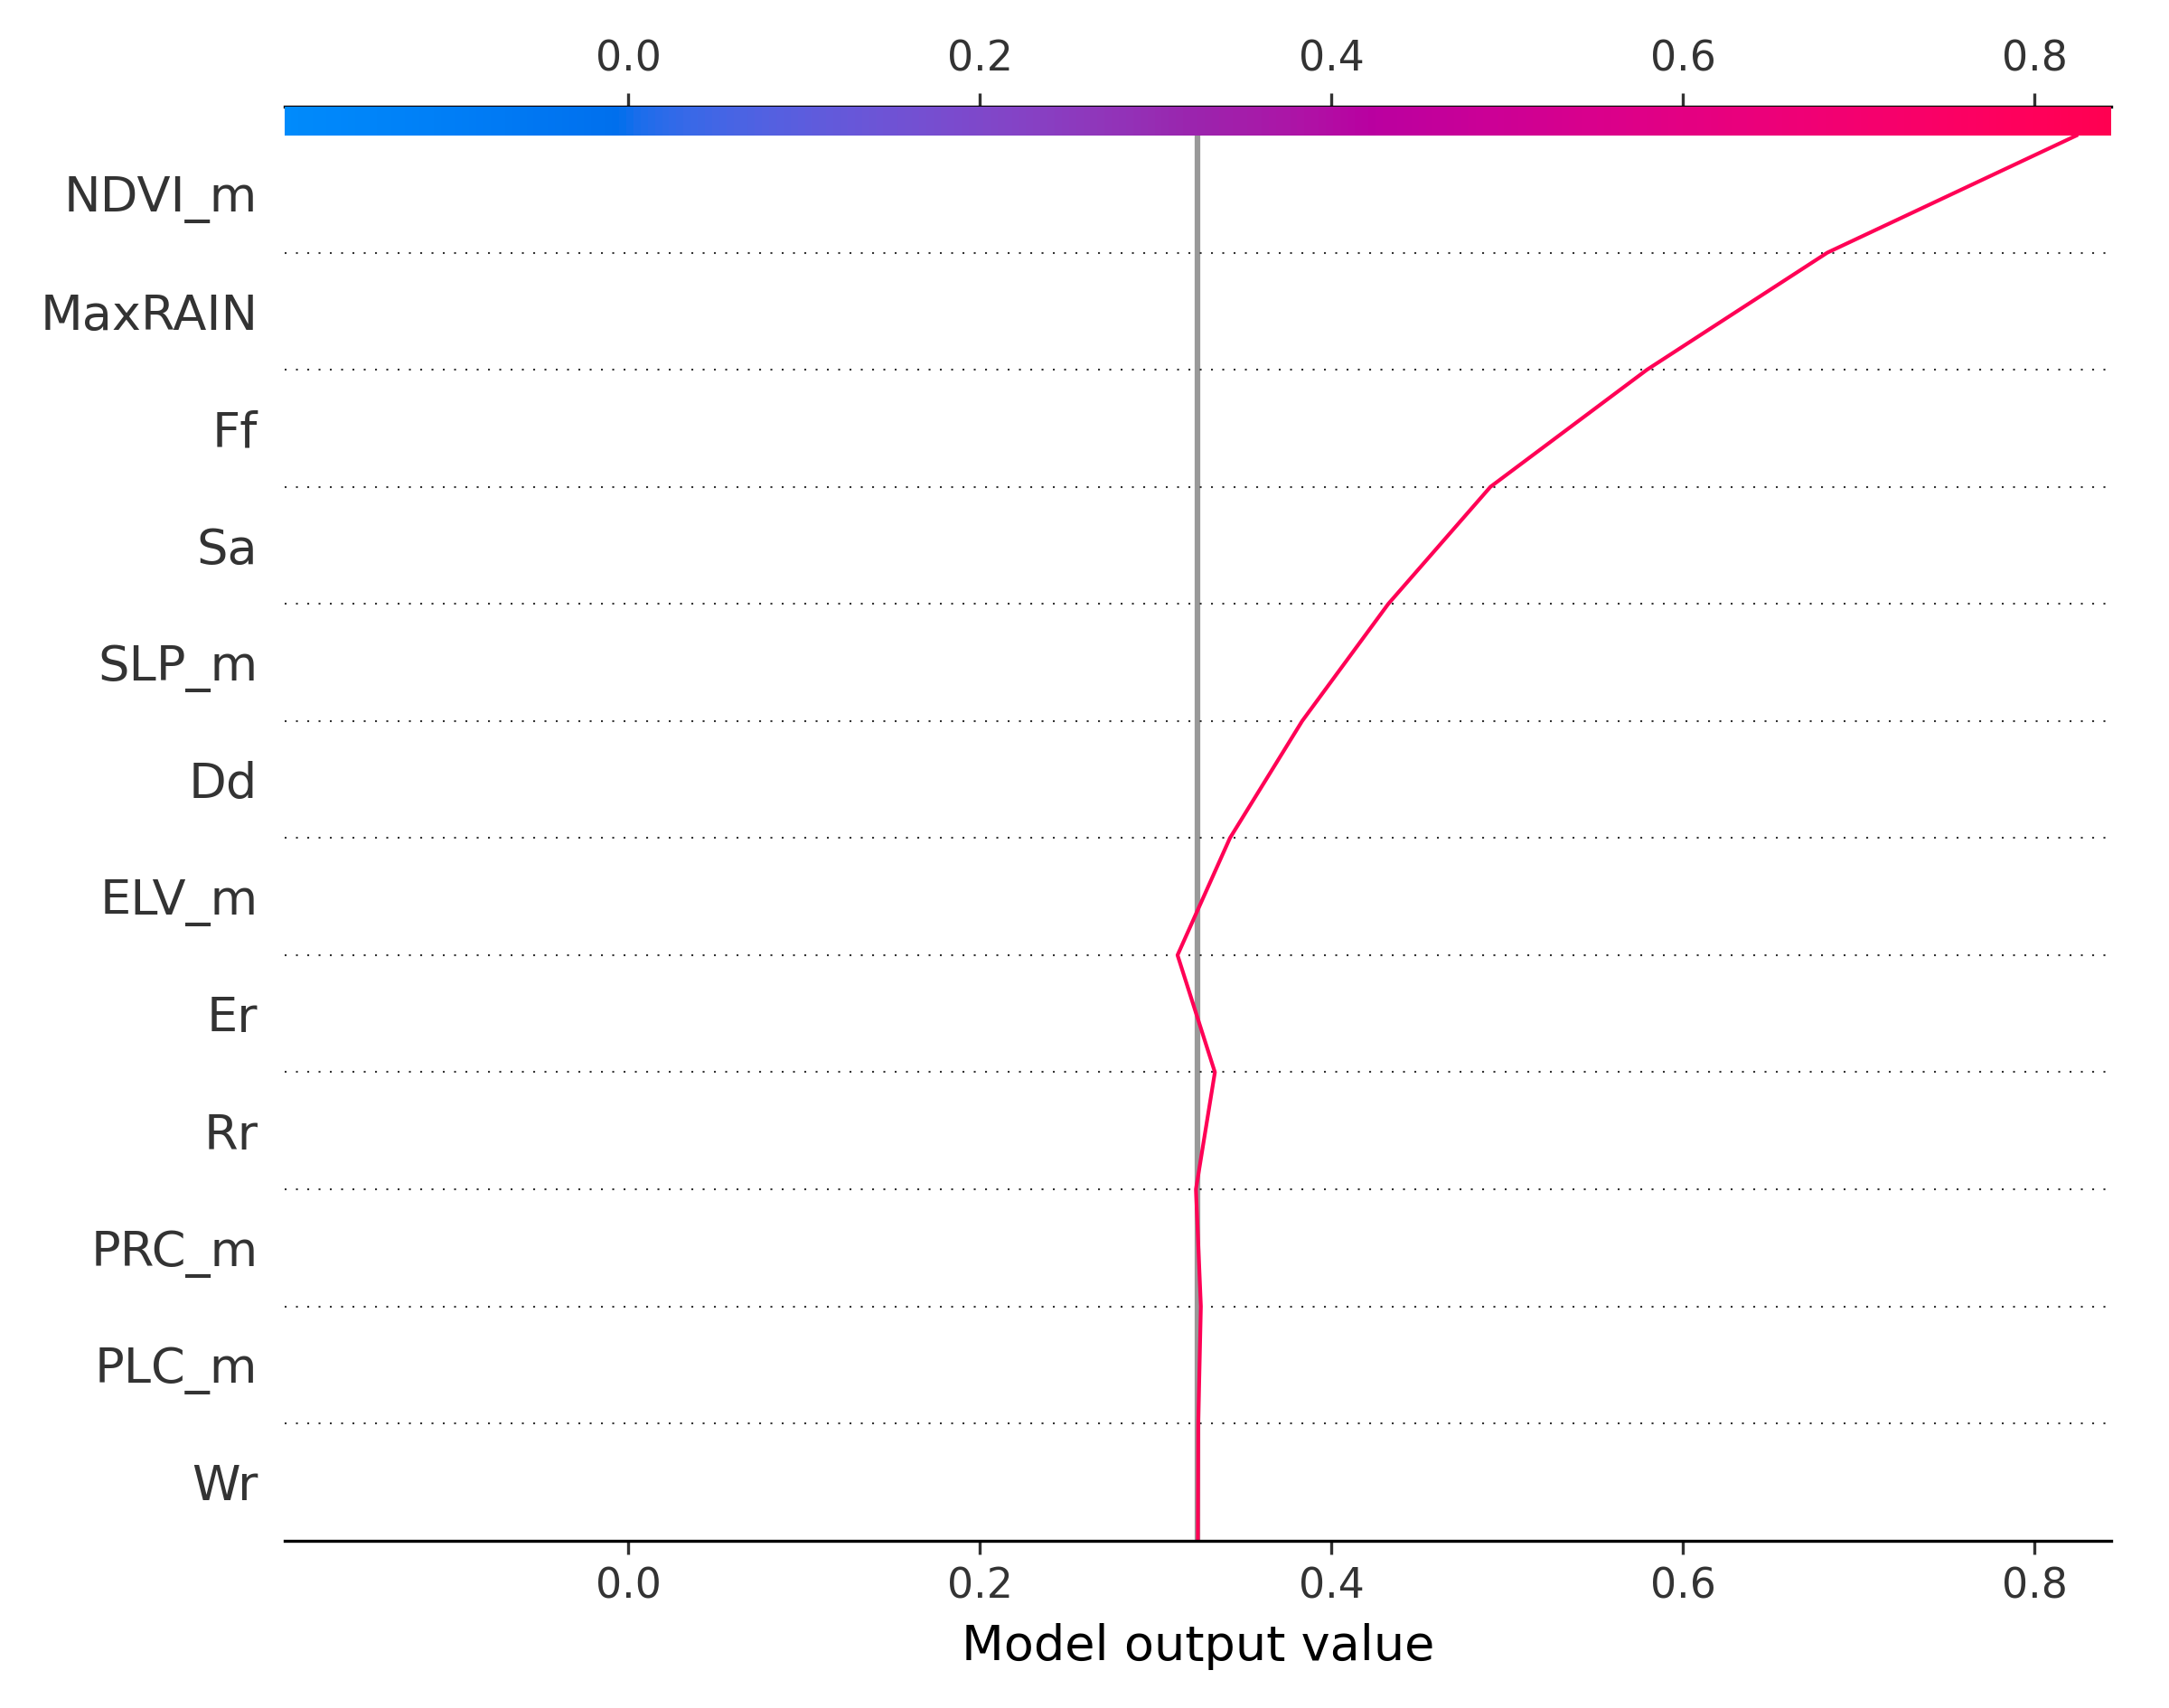 0.0 0.2 0.4 0.6 0.8
NDVI_m
MaxRAIN
Ff
Sa
SLP_m
Dd
ELV_m
Er
Rr
PRC_m
PLC_m
Wr
0.0 0.2 0.4 0.6 0.8
Model output value